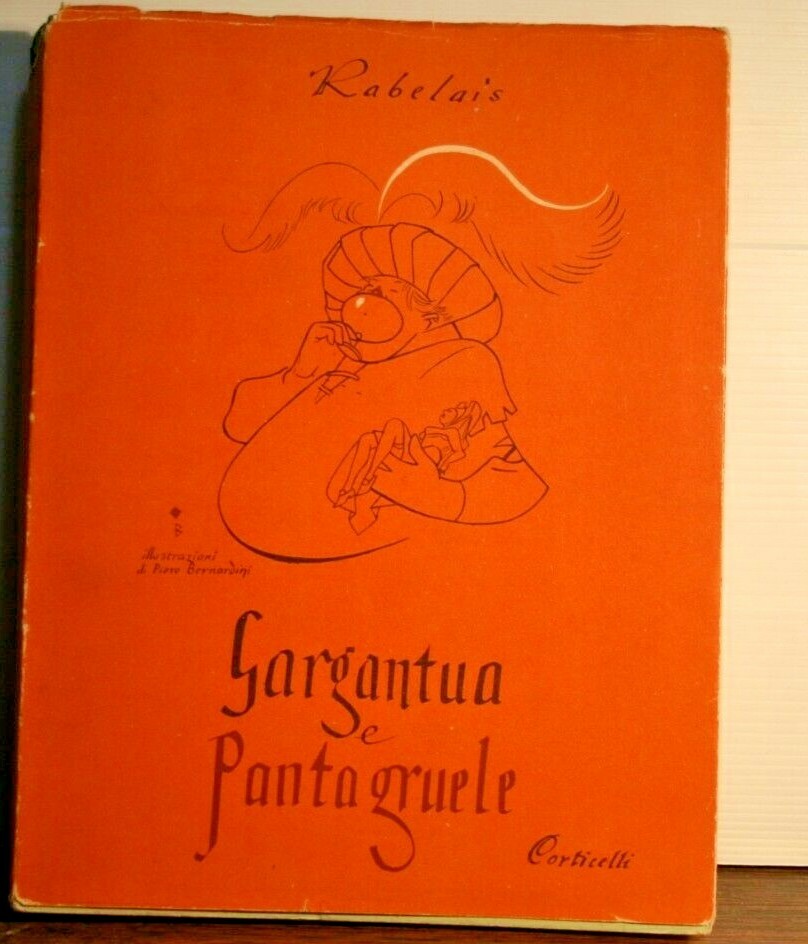 Rabelais
B
illustrazioni
di Piero Bernardini
Gargantua
e
Pantagruele
Corticelli